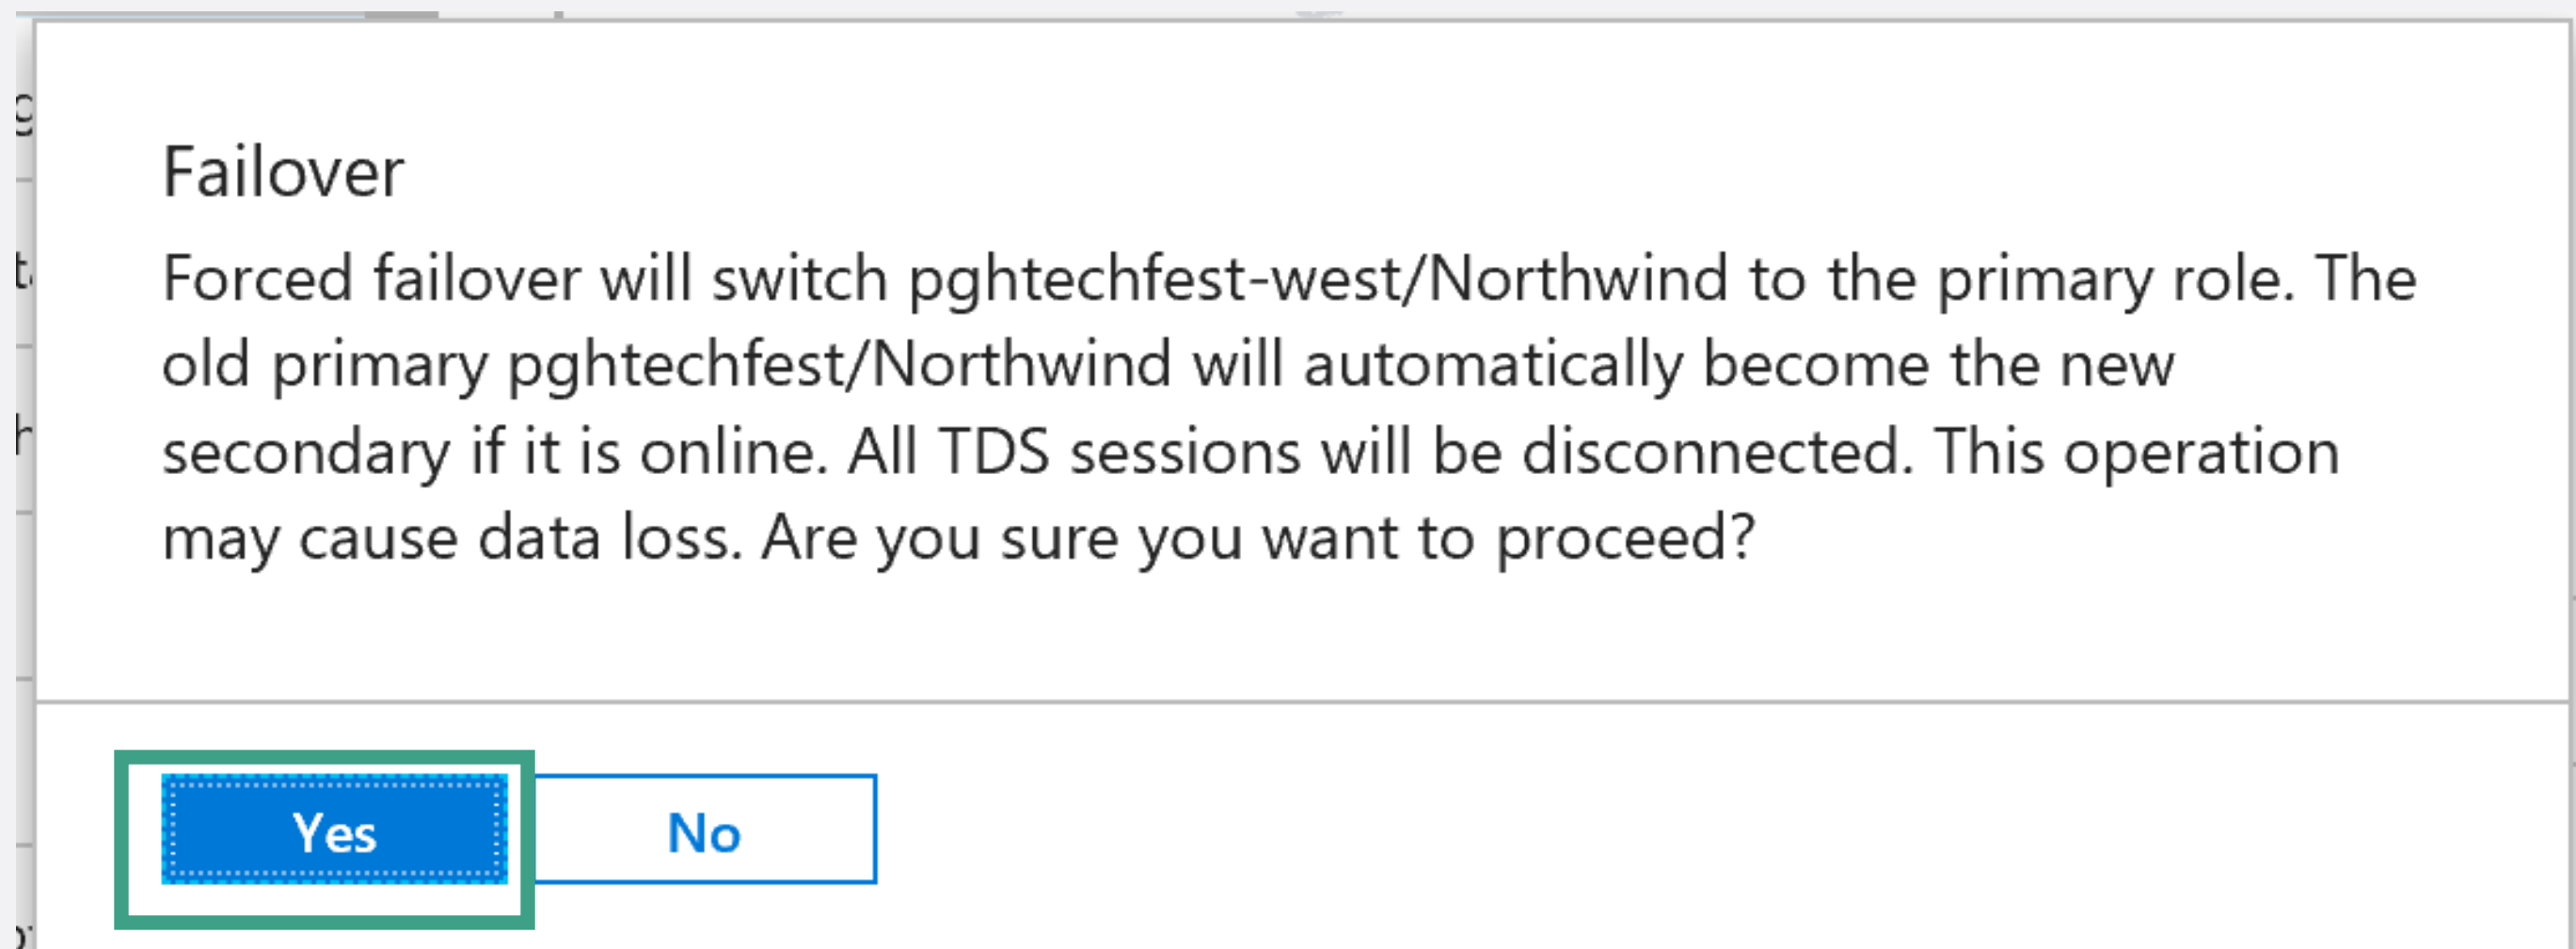 Failover
Forced failover will switch pghtechfest-west/Northwind to the primary role. The
old primary pghtechfest/Northwind will automatically become the new
secondary if it is online. All TDS sessions will be disconnected. This operation
may cause data loss. Are you sure you want to proceed?
Yes No